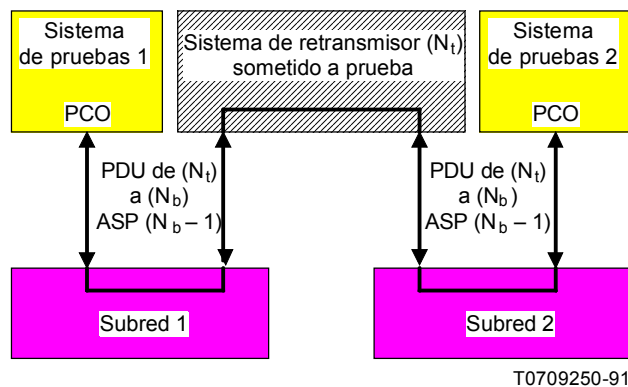 Sistema
de pruebas 1
PCO
Sistema de retransmisor (Nt)
sometido a prueba
Sistema
de pruebas 2
PCO
PDU de (Nt)
a (Nb)
ASP (Nb – 1)
PDU de (Nt)
a (Nb)
ASP (Nb – 1)
Subred 1
Subred 2
T0709250-91